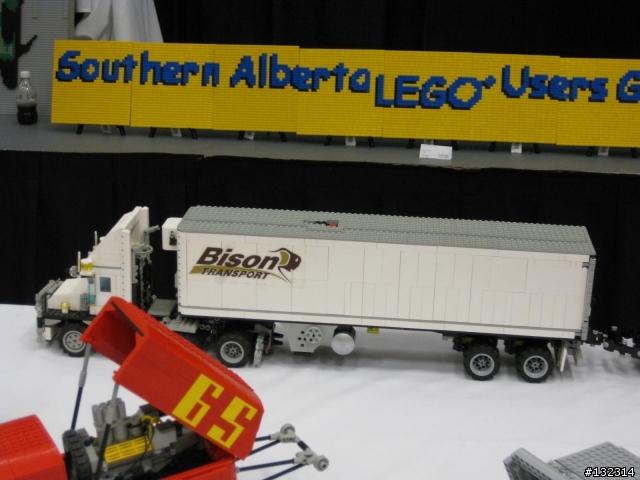 Southern Alberta LEGO Users G
Bison
TRANSPORT
65
#132314